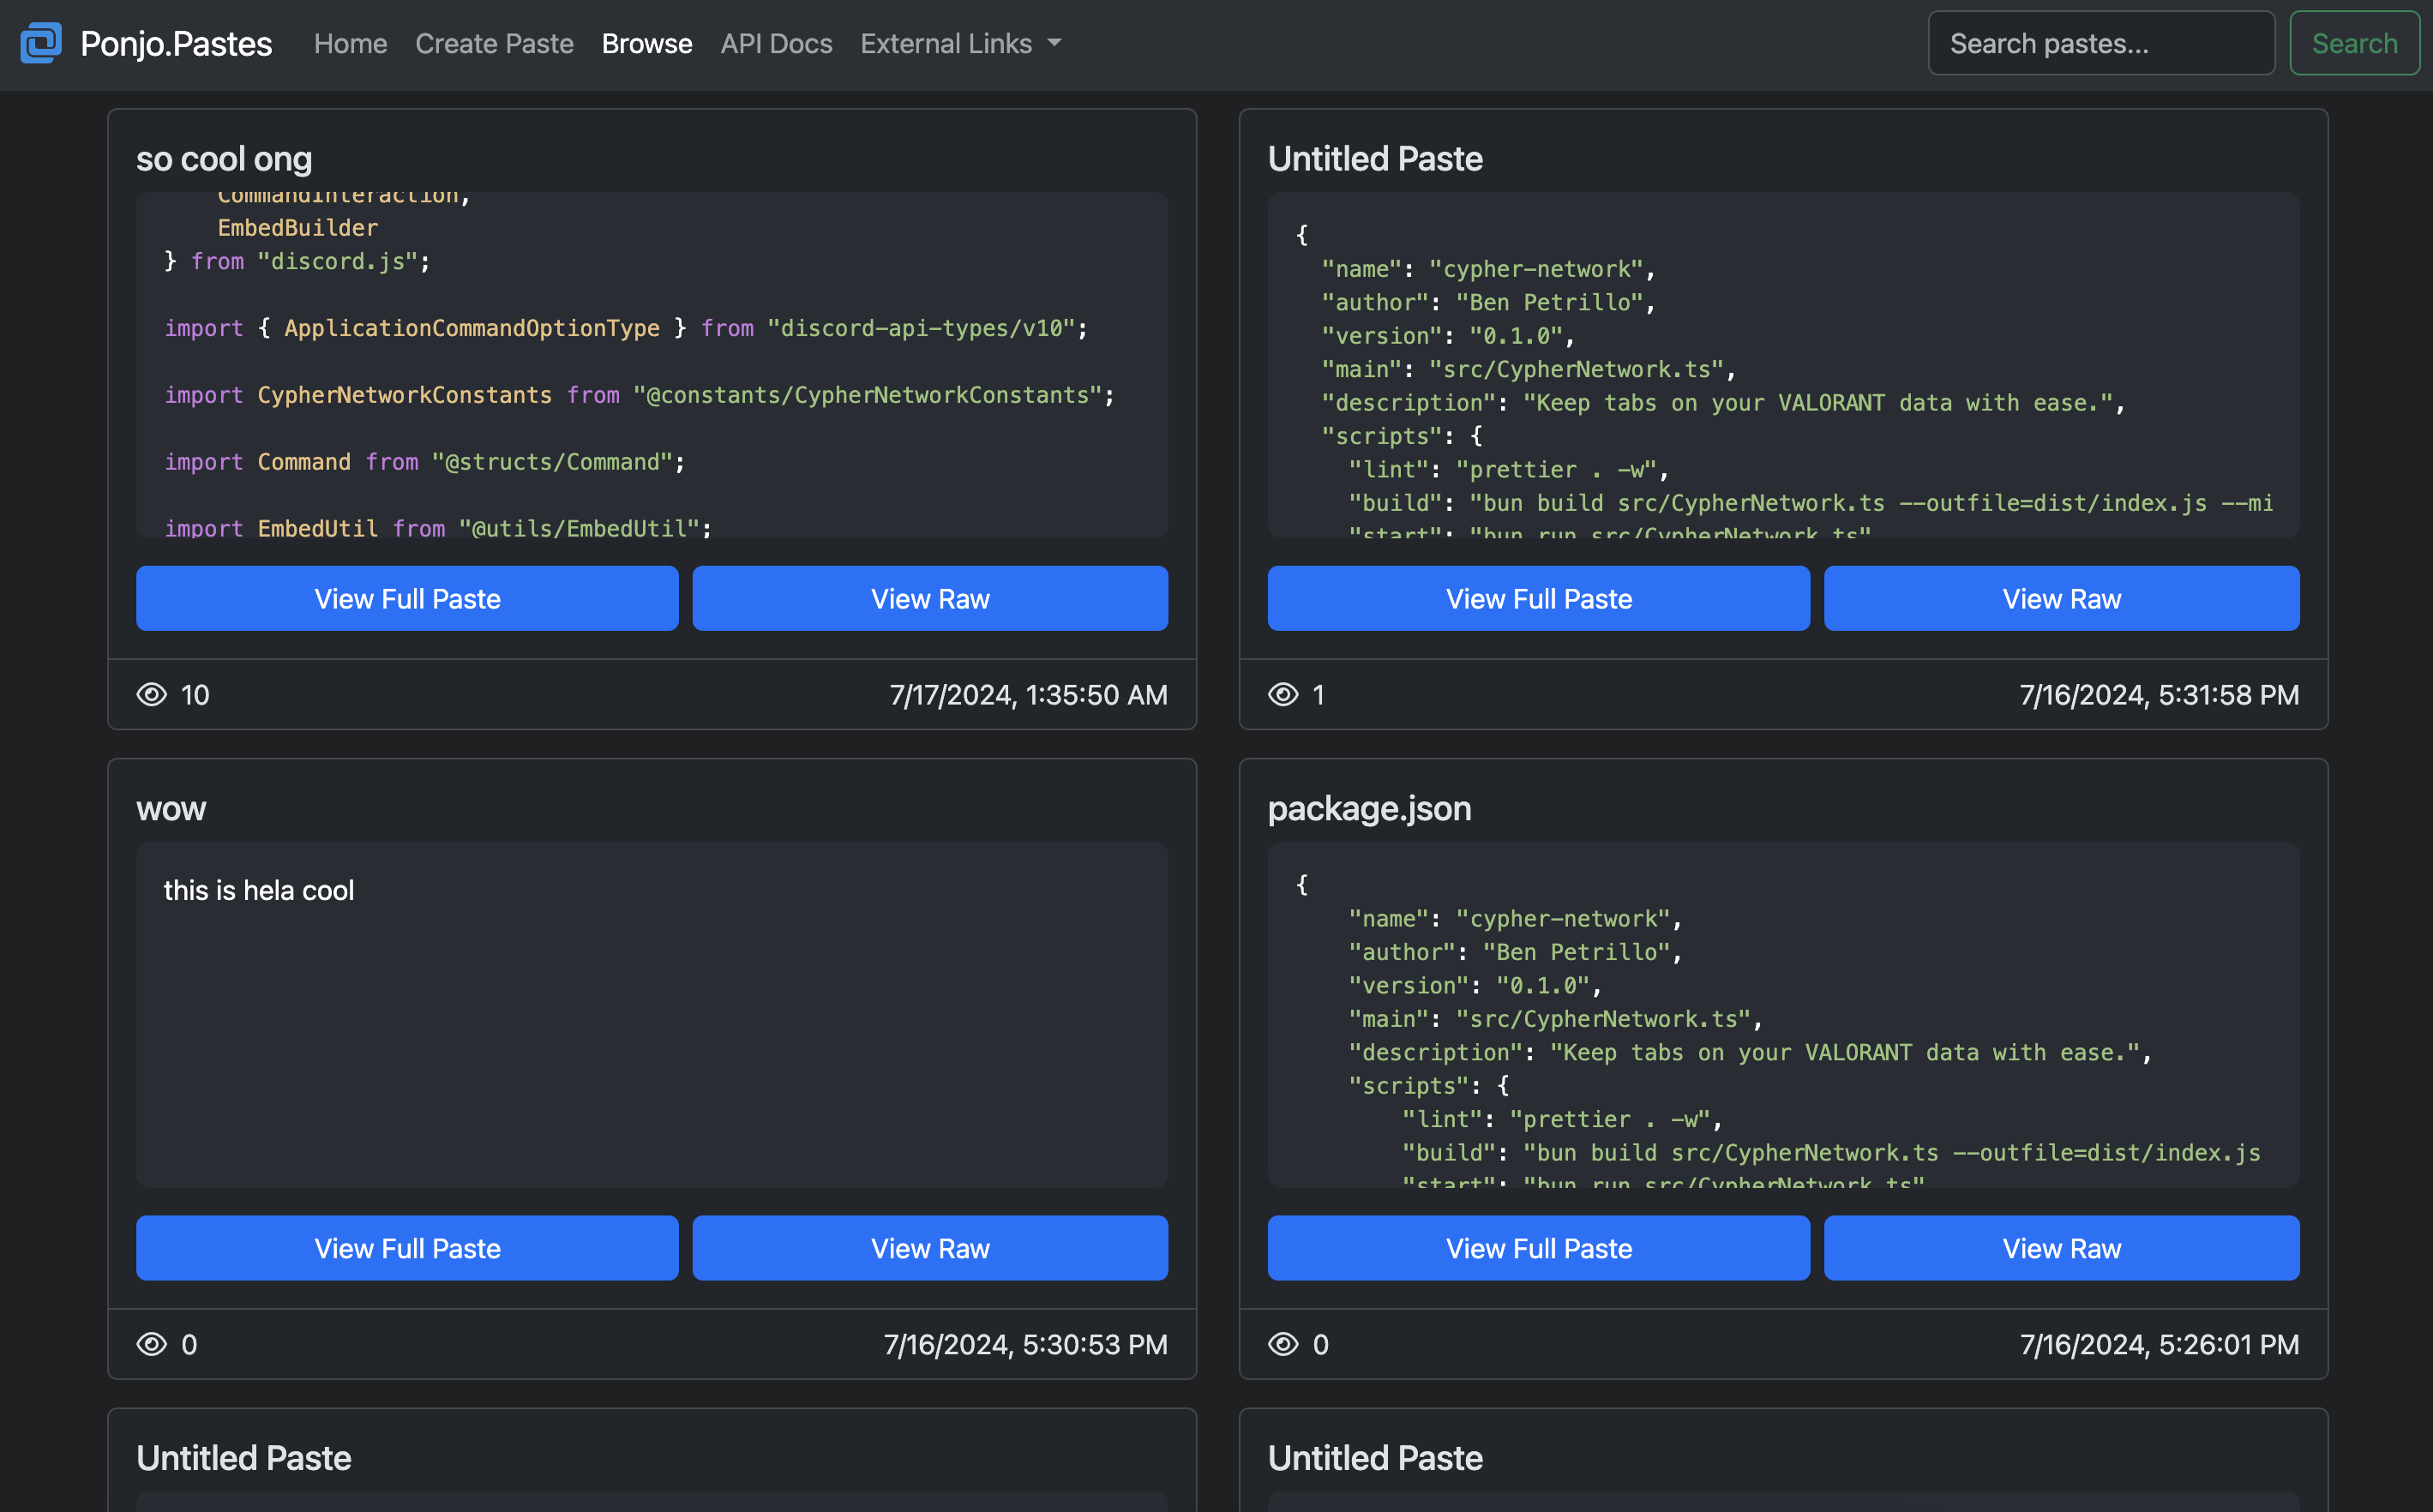 Ponjo.Pastes Home Create Paste Browse API Docs External Links Search pastes... Search
so cool ong
CommandInteraction,
EmbedBuilder
} from "discord.js";
import { ApplicationCommandOptionType } from "discord-api-types/v10";
import CypherNetworkConstants from "@constants/CypherNetworkConstants";
import Command from "@structs/Command";
import EmbedUtil from "@utils/EmbedUtil";
View Full Paste View Raw
10 7/17/2024, 1:35:50 AM
Untitled Paste
{
"name": "cypher-network",
"author": "Ben Petrillo",
"version": "0.1.0",
"main": "src/CypherNetwork.ts",
"description": "Keep tabs on your VALORANT data with ease.",
"scripts": {
"lint": "prettier . -w",
"build": "bun build src/CypherNetwork.ts --outfile=dist/index.js --mi
"start": "bun run src/CypherNetwork.ts"
View Full Paste View Raw
1 7/16/2024, 5:31:58 PM
wow
this is hela cool
View Full Paste View Raw
0 7/16/2024, 5:30:53 PM
package.json
{
"name": "cypher-network",
"author": "Ben Petrillo",
"version": "0.1.0",
"main": "src/CypherNetwork.ts",
"description": "Keep tabs on your VALORANT data with ease.",
"scripts": {
"lint": "prettier . -w",
"build": "bun build src/CypherNetwork.ts --outfile=dist/index.js
"start": "bun run src/CypherNetwork.ts"
View Full Paste View Raw
0 7/16/2024, 5:26:01 PM
Untitled Paste
Untitled Paste